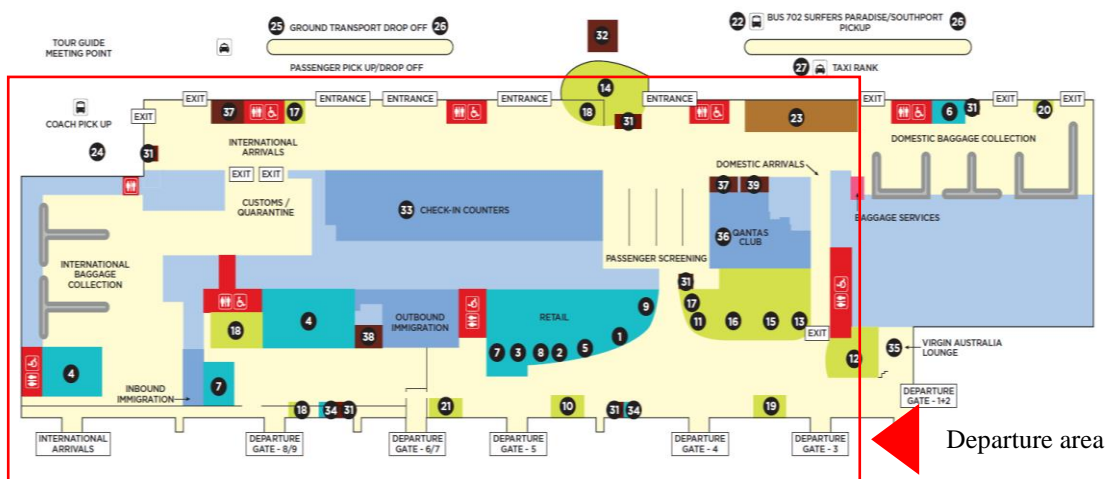 25 GROUND TRANSPORT DROP OFF 26
22 BUS 702 SURFERS PARADISE/SOUTHPORT
PICKUP
26
TOUR GUIDE
MEETING POINT
32
PASSENGER PICK UP/DROP OFF
27 TAXI RANK
14
COACH PICK UP
EXIT
EXIT
37
17
ENTRANCE
ENTRANCE
ENTRANCE
18
31
ENTRANCE
23
EXIT
6
31
EXIT
20
EXIT
24
31
INTERNATIONAL
ARRIVALS
DOMESTIC BAGGAGE COLLECTION
DOMESTIC ARRIVALS
EXIT
EXIT
37
39
CUSTOMS /
QUARANTINE
33 CHECK-IN COUNTERS
BAGGAGE SERVICES
36
QANTAS
CLUB
INTERNATIONAL
BAGGAGE
COLLECTION
PASSENGER SCREENING
31
18
4
38
OUTBOUND
IMMIGRATION
RETAIL
9
17
11
16
15
13
EXIT
7
3
8
2
5
1
4
12
35
VIRGIN AUSTRALIA
LOUNGE
INBOUND
IMMIGRATION
7
18
34
31
21
10
31
34
19
DEPARTURE
GATE - 1+2
INTERNATIONAL
ARRIVALS
DEPARTURE
GATE - 8/9
DEPARTURE
GATE - 6/7
DEPARTURE
GATE - 5
DEPARTURE
GATE - 4
DEPARTURE
GATE - 3
Departure area